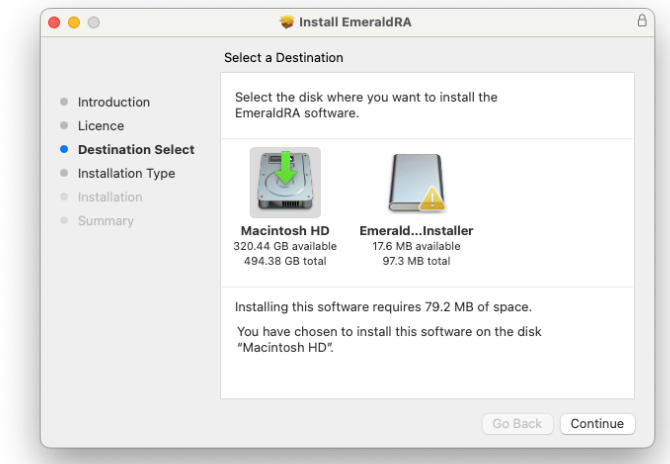 Install EmeraldRA
Select a Destination
Introduction
Licence
Destination Select
Installation Type
Installation
Summary
Select the disk where you want to install the
EmeraldRA software.
Macintosh HD
320.44 GB available
494.38 GB total
Emerald...Installer
17.6 MB available
97.3 MB total
Installing this software requires 79.2 MB of space.
You have chosen to install this software on the disk
“Macintosh HD”.
Go Back
Continue